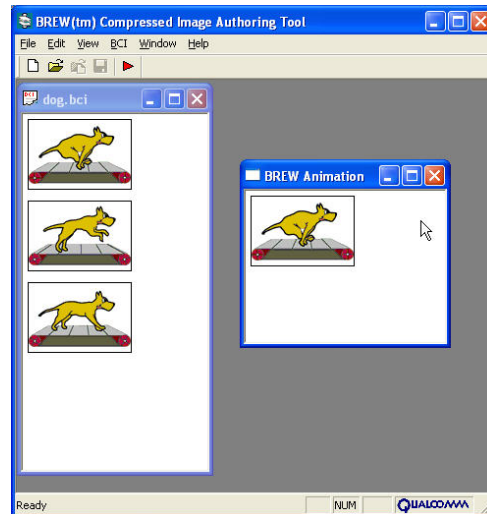 BREW(tm) Compressed Image Authoring Tool
File Edit View BCI Window Help
dog.bci
BREW Animation
Ready
NUM
QUALCOMM